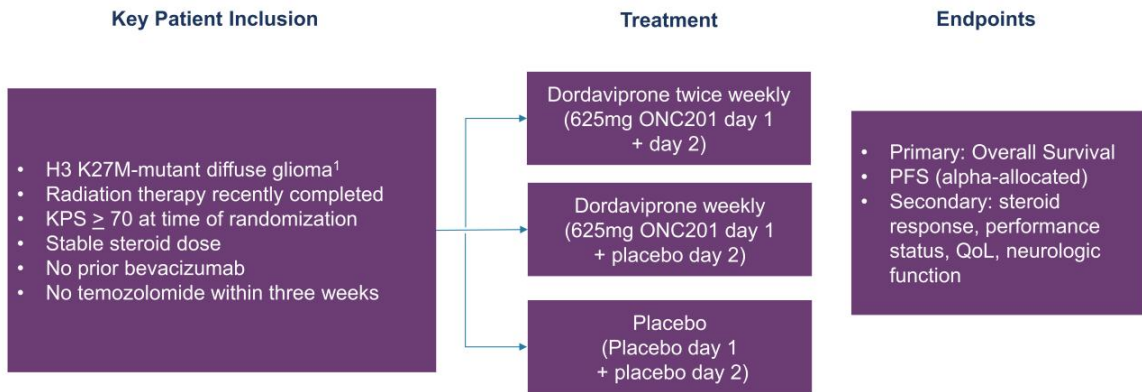 Key Patient Inclusion
Treatment
Endpoints
• H3 K27M-mutant diffuse glioma¹
• Radiation therapy recently completed
• KPS ≥ 70 at time of randomization
• Stable steroid dose
• No prior bevacizumab
• No temozolomide within three weeks
Dordaviprone twice weekly
(625mg ONC201 day 1
+ day 2)
Dordaviprone weekly
(625mg ONC201 day 1
+ placebo day 2)
Placebo
(Placebo day 1
+ placebo day 2)
• Primary: Overall Survival
• PFS (alpha-allocated)
• Secondary: steroid
response, performance
status, QoL, neurologic
function